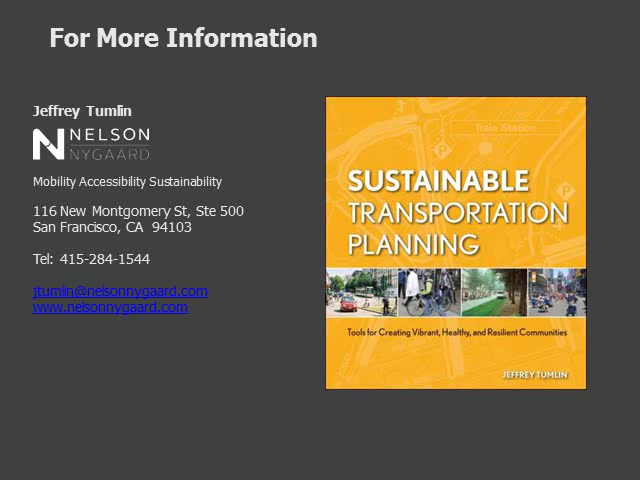 For More Information
Jeffrey Tumlin
NELSON
NYGAARD
Mobility Accessibility Sustainability
116 New Montgomery St, Ste 500
San Francisco, CA 94103
Tel: 415-284-1544
jtumlin@nelsonnygaard.com
www.nelsonnygaard.com
Train Station
P
P
SUSTAINABLE
TRANSPORTATION
PLANNING
Tools for Creating Vibrant, Healthy, and Resilient Communities
JEFFREY TUMLIN